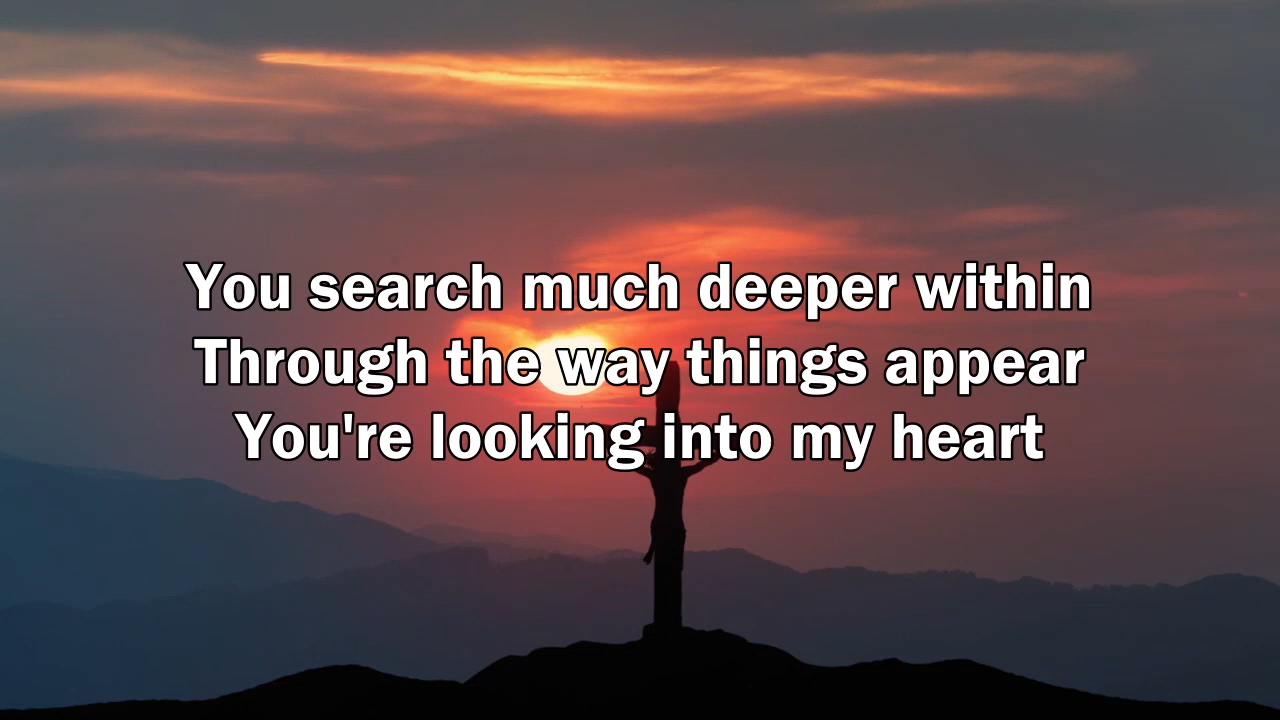 You search much deeper within
Through the way things appear
You're looking into my heart